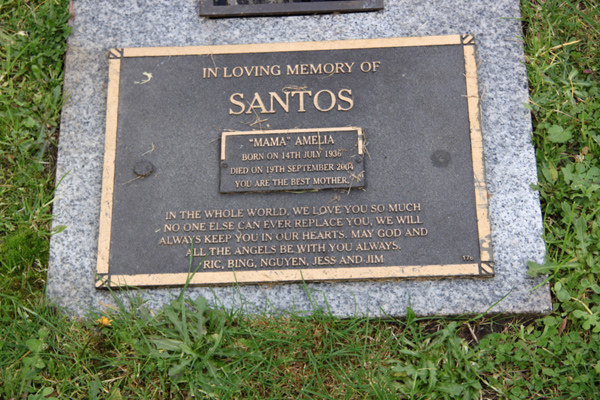 IN LOVING MEMORY OF
SANTOS
"MAMA" AMELIA
BORN ON 14TH JULY 1936
DIED ON 19TH SEPTEMBER 2004
YOU ARE THE BEST MOTHER,
IN THE WHOLE WORLD, WE LOVE YOU SO MUCH
NO ONE ELSE CAN EVER REPLACE YOU, WE WILL
ALWAYS KEEP YOU IN OUR HEARTS. MAY GOD AND
ALL THE ANGELS BE WITH YOU ALWAYS.
RIC, BING, NGUYEN, JESS AND JIM
176